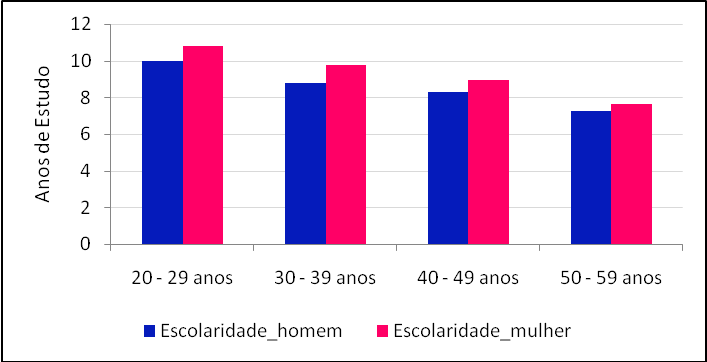 12
10
8
6
4
2
0
Anos de Estudo
20 - 29 anos
30 - 39 anos
40 - 49 anos
50 - 59 anos
Escolaridade_homem
Escolaridade_mulher